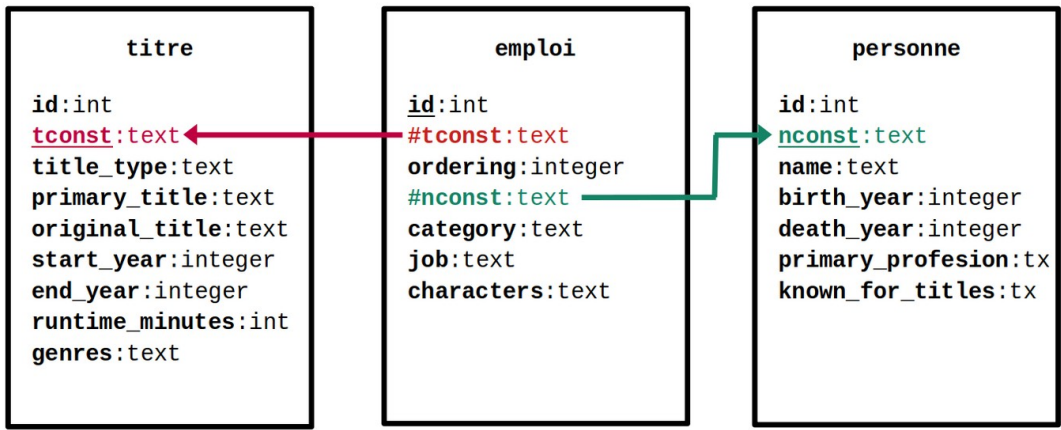 titre
id:int
tconst:text
title_type:text
primary_title:text
original_title:text
start_year:integer
end_year:integer
runtime_minutes:int
genres:text
emploi
id:int
#tconst:text
ordering:integer
#nconst:text
category:text
job:text
characters:text
personne
id:int
nconst:text
name:text
birth_year:integer
death_year:integer
primary_profesion:tx
known_for_titles:tx